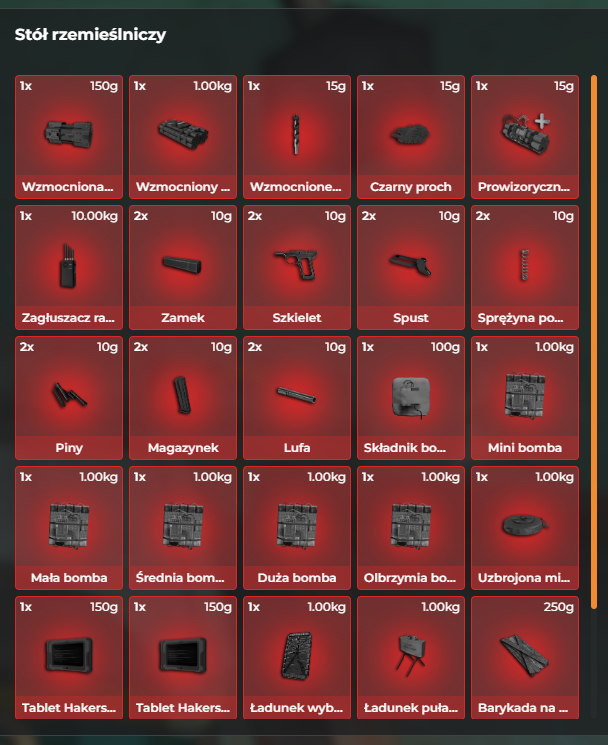 Stół rzemieślniczy
1x 150g 1x 1.00kg 1x 15g 1x 15g 1x 15g
Wzmocniona... Wzmocniony ... Wzmocnione... Czarny proch Prowizoryczn...
1x 10.00kg 2x 10g 2x 10g 2x 10g 2x 10g
Zagłuszacz ra... Zamek Szkielet Spust Sprężyna po...
2x 10g 2x 10g 2x 10g 1x 100g 1x 1.00kg
Piny Magazynek Lufa Składnik bo... Mini bomba
1x 1.00kg 1x 1.00kg 1x 1.00kg 1x 1.00kg 1x 1.00kg
Mała bomba Średnia bom... Duża bomba Olbrzymia bo... Uzbrojona mi...
1x 150g 1x 150g 1x 1.00kg 1.00kg 250g
Tablet Hakers... Tablet Hakers... Ładunek wyb... Ładunek puła... Barykada na ...